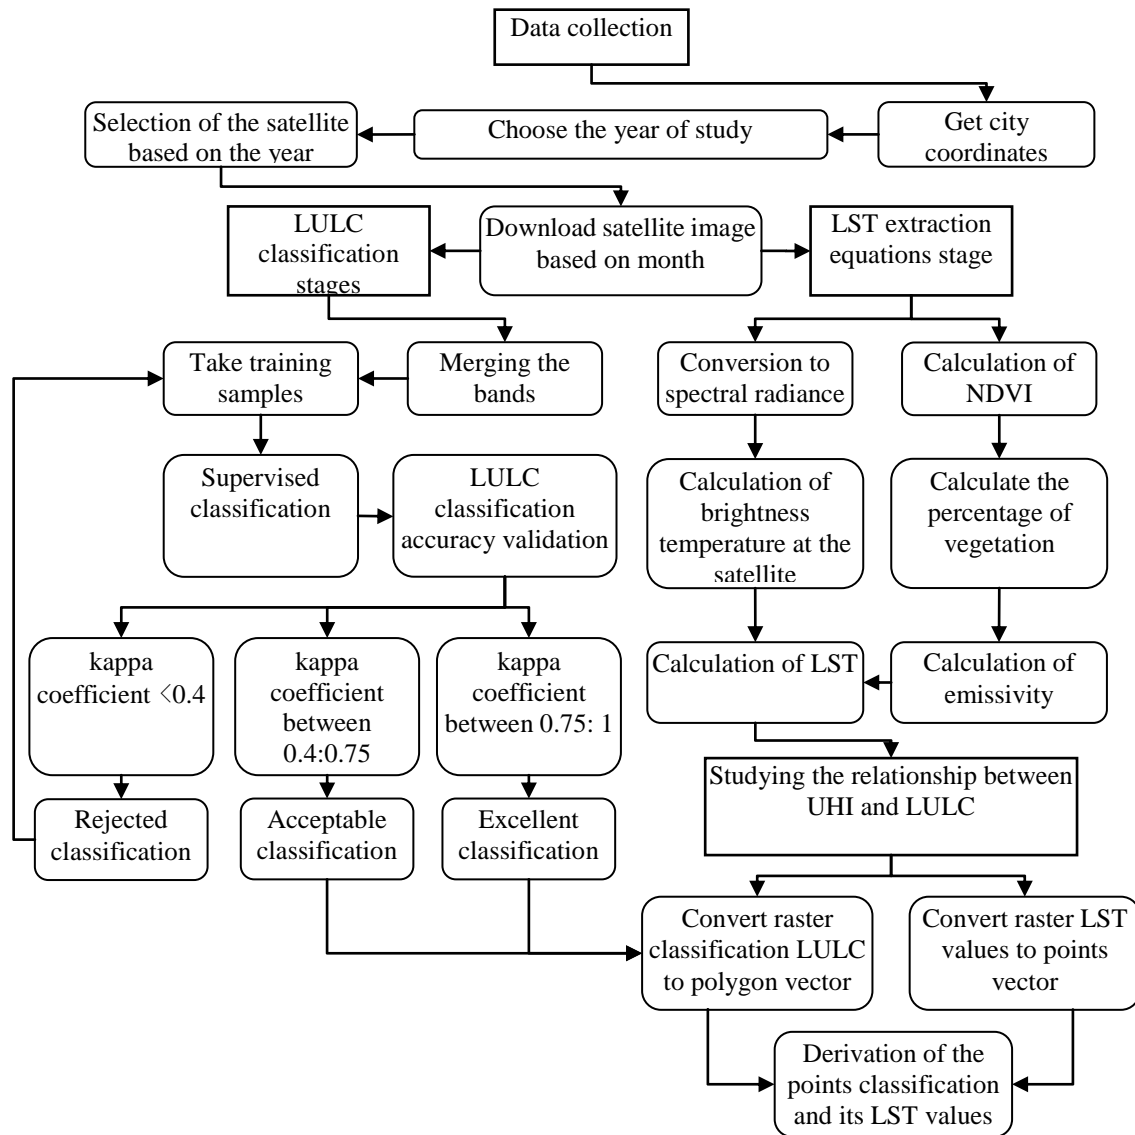 Data collection
Get city
coordinates
Choose the year of study
Selection of the satellite
based on the year
Download satellite image
based on month
LULC
classification
stages
LST extraction
equations stage
Merging the
bands
Take training
samples
Supervised
classification
LULC
classification
accuracy validation
kappa
coefficient <0.4
kappa
coefficient
between
0.4:0.75
kappa
coefficient
between 0.75: 1
Rejected
classification
Acceptable
classification
Excellent
classification
Conversion to
spectral radiance
Calculation of
NDVI
Calculation of
brightness
temperature at the
satellite
Calculate the
percentage of
vegetation
Calculation of LST
Calculation of
emissivity
Studying the relationship between
UHI and LULC
Convert raster
classification LULC
to polygon vector
Convert raster LST
values to points
vector
Derivation of the
points classification
and its LST values